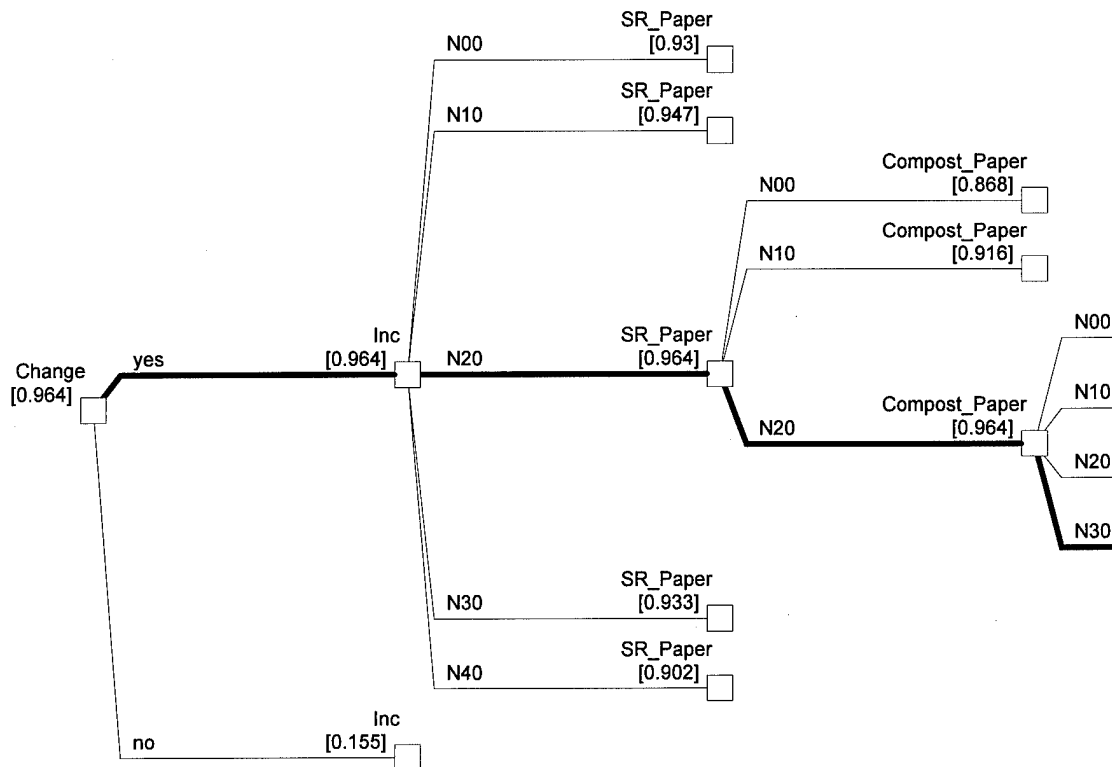 N00
SR_Paper
[0.93]
N10
SR_Paper
[0.947]
N00
Compost_Paper
[0.868]
N10
Compost_Paper
[0.916]
Change
[0.964]
yes
Inc
[0.964]
N20
SR_Paper
[0.964]
N20
Compost_Paper
[0.964]
N00
N10
N20
N30
N30
SR_Paper
[0.933]
N40
SR_Paper
[0.902]
no
Inc
[0.155]